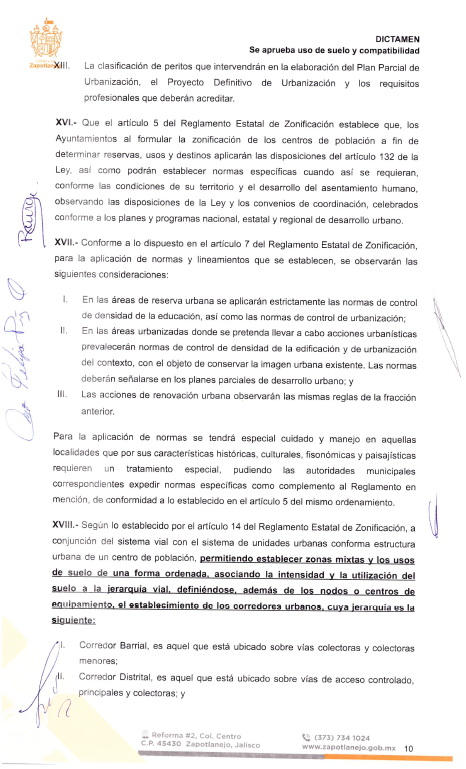 DICTAMEN
Se aprueba uso de suelo y compatibilidad
Zapotlanejo
XIII. La clasificación de peritos que intervendrán en la elaboración del Plan Parcial de
Urbanización, el Proyecto Definitivo de Urbanización y los requisitos
profesionales que deberán acreditar.
XVI.- Que el artículo 5 del Reglamento Estatal de Zonificación establece que, los
Ayuntamientos al formular la zonificación de los centros de población a fin de
determinar reservas, usos y destinos aplicarán las disposiciones del artículo 132 de
la Ley, así como podrán establecer normas específicas cuando así se requieran,
conforme las condiciones de su territorio y el desarrollo del asentamiento humano,
observando las disposiciones de la Ley y los convenios de coordinación, celebrados
conforme a los planes y programas nacional, estatal y regional de desarrollo urbano.
XVII.- Conforme a lo dispuesto en el artículo 7 del Reglamento Estatal de Zonificación,
para la aplicación de normas y lineamientos que se establecen, se observarán las
siguientes consideraciones:
I. En las áreas de reserva urbana se aplicarán estrictamente las normas de control
de densidad de la educación, así como las normas de control de urbanización;
II. En las áreas urbanizadas donde se pretenda llevar a cabo acciones urbanísticas
prevalecerán normas de control de densidad de la edificación y de urbanización
del contexto, con el objeto de conservar la imagen urbana existente. Las normas
deberán señalarse en los planes parciales de desarrollo urbano; y
III. Las acciones de renovación urbana observarán las mismas reglas de la fracción
anterior.
Para la aplicación de normas se tendrá especial cuidado y manejo en aquellas
localidades que por sus características históricas, culturales, fisonómicas y paisajísticas
requieren un tratamiento especial, pudiendo las autoridades municipales
correspondientes expedir normas específicas como complemento al Reglamento en
mención, de conformidad a lo establecido en el artículo 5 del mismo ordenamiento.
XVIII.- Según lo establecido por el artículo 14 del Reglamento Estatal de Zonificación, a
conjunción del sistema vial con el sistema de unidades urbanas conforma estructura
urbana de un centro de población, permitiendo establecer zonas mixtas y los usos
de suelo de una forma ordenada, asociando la intensidad y la utilización del
suelo a la jerarquía vial, definiéndose, además de los nodos o centros de
equipamiento, el establecimiento de los corredores urbanos, cuya jerarquía es la
siguiente:
I. Corredor Barrial, es aquel que está ubicado sobre vías colectoras y colectoras
menores;
II. Corredor Distrital, es aquel que está ubicado sobre vías de acceso controlado,
principales y colectoras; y
Reforma #2, Col. Centro
C.P. 45430 Zapotlanejo, Jalisco
(373) 734 1024
www.zapotlanejo.gob.mx 10